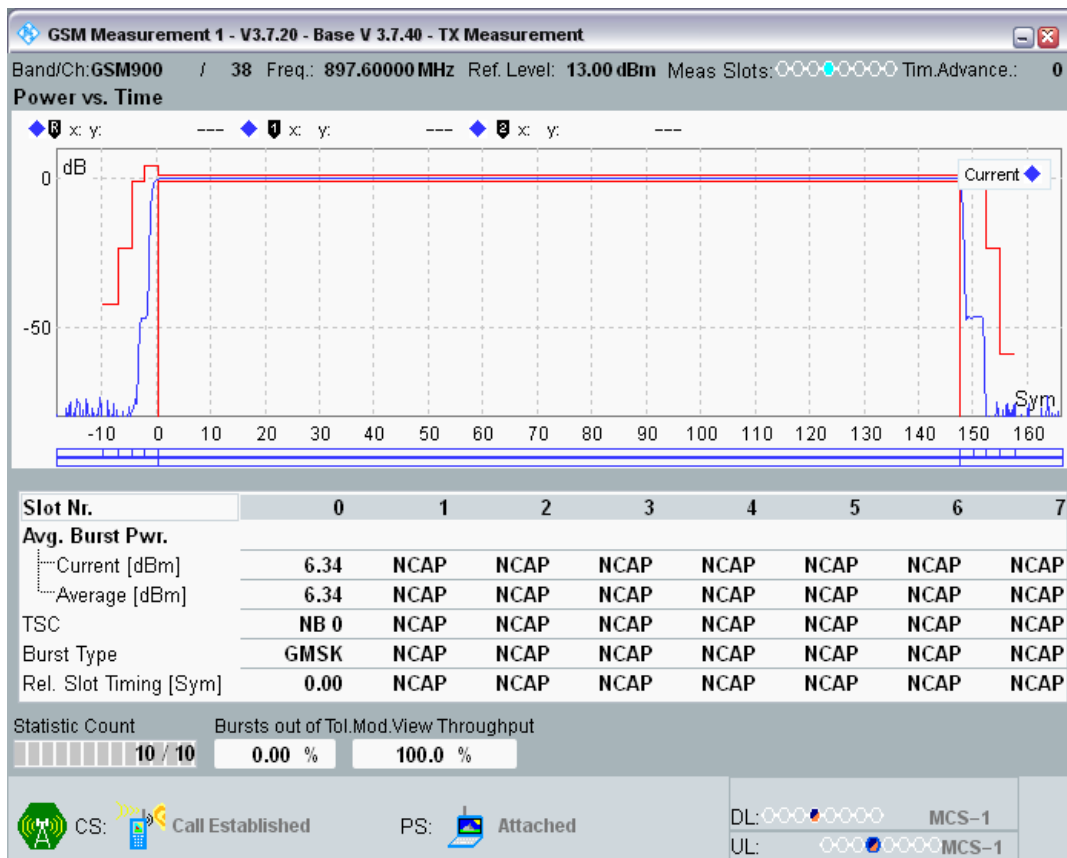 GSM Measurement 1 - V3.7.20 - Base V 3.7.40 - TX Measurement
Band/Ch:GSM900 / 38 Freq.: 897.60000 MHz Ref. Level: 13.00 dBm Meas Slots: Tim.Advance.: 0
Power vs. Time
R x: y: --- 1 x: y: --- 2 x: y: ---
dB
0
Current
-50
Sym
-10 0 10 20 30 40 50 60 70 80 90 100 110 120 130 140 150 160
Slot Nr. 0 1 2 3 4 5 6 7
Avg. Burst Pwr.
Current [dBm] 6.34 NCAP NCAP NCAP NCAP NCAP NCAP NCAP
Average [dBm] 6.34 NCAP NCAP NCAP NCAP NCAP NCAP NCAP
TSC NB 0 NCAP NCAP NCAP NCAP NCAP NCAP NCAP
Burst Type GMSK NCAP NCAP NCAP NCAP NCAP NCAP NCAP
Rel. Slot Timing [Sym] 0.00 NCAP NCAP NCAP NCAP NCAP NCAP NCAP
Statistic Count Bursts out of Tol.Mod.View Throughput
10 / 10 0.00 % 100.0 %
CS: Call Established PS: Attached
DL: MCS-1
UL: MCS-1